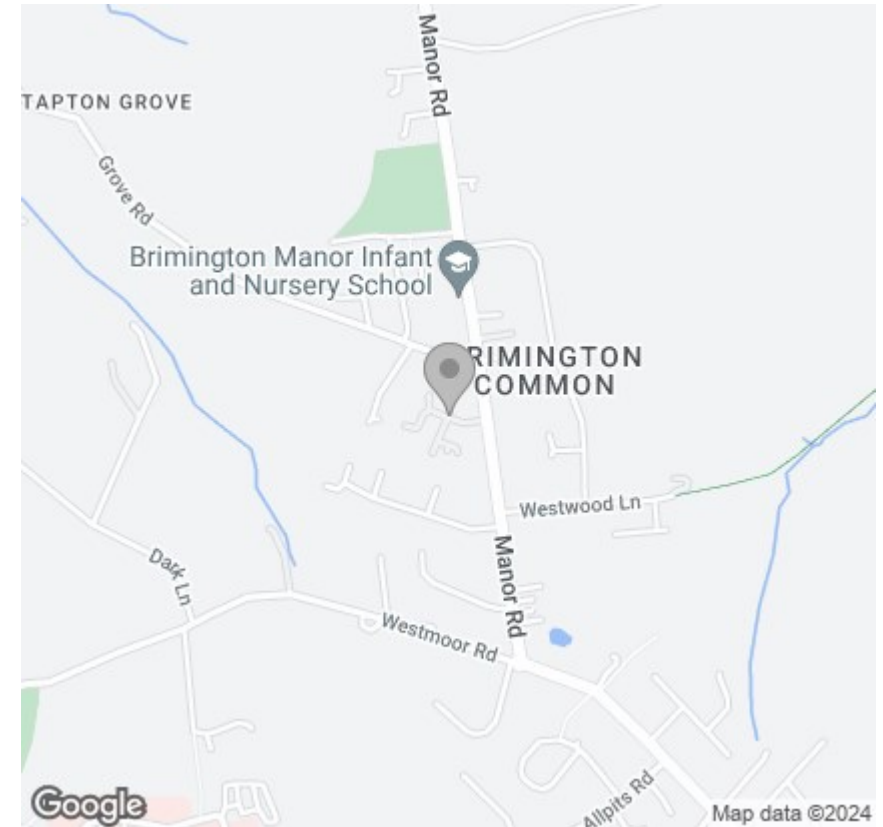 Manor Rd
TAPTON GROVE
Grove Rd
Brimington Manor Infant
and Nursery School
RIMINGTON
COMMON
Westwood Ln
Manor Rd
Dark Ln
Westmoor Rd
Allpits Rd
Google
Map data ©2024